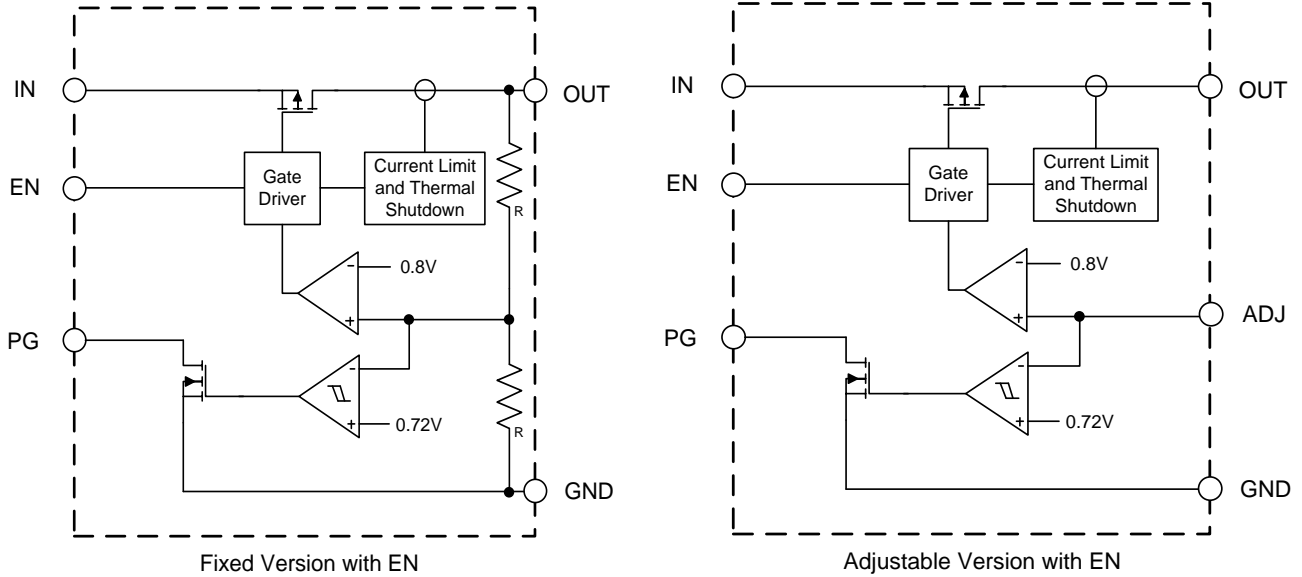 IN
OUT
EN
Gate
Driver
Current Limit
and Thermal
Shutdown
R
-
0.8V
+
PG
-
+
0.72V
R
GND
Fixed Version with EN
IN
OUT
EN
Gate
Driver
Current Limit
and Thermal
Shutdown
-
0.8V
+
ADJ
PG
-
+
0.72V
GND
Adjustable Version with EN